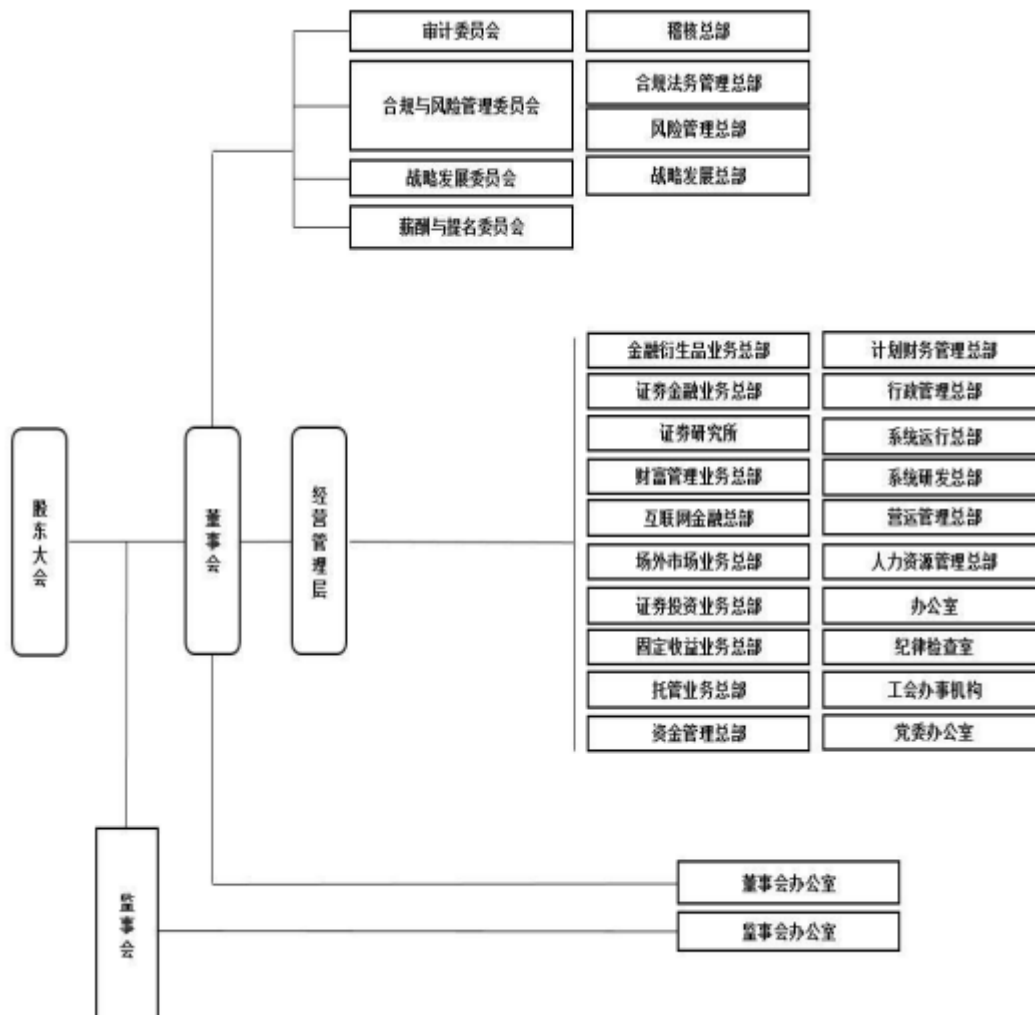 审计委员会
稽核总部
合规与风险管理委员会
合规法务管理总部
风险管理总部
战略发展委员会
战略发展总部
薪酬与提名委员会
金融衍生品业务总部
计划财务管理总部
证券金融业务总部
行政管理总部
证券研究所
系统运行总部
财富管理业务总部
系统研发总部
互联网金融总部
营运管理总部
场外市场业务总部
人力资源管理总部
证券投资业务总部
办公室
固定收益业务总部
纪律检查室
托管业务总部
工会办事机构
资金管理总部
党委办公室
股东大会
董事会
经营管理层
监事会
董事会办公室
监事会办公室